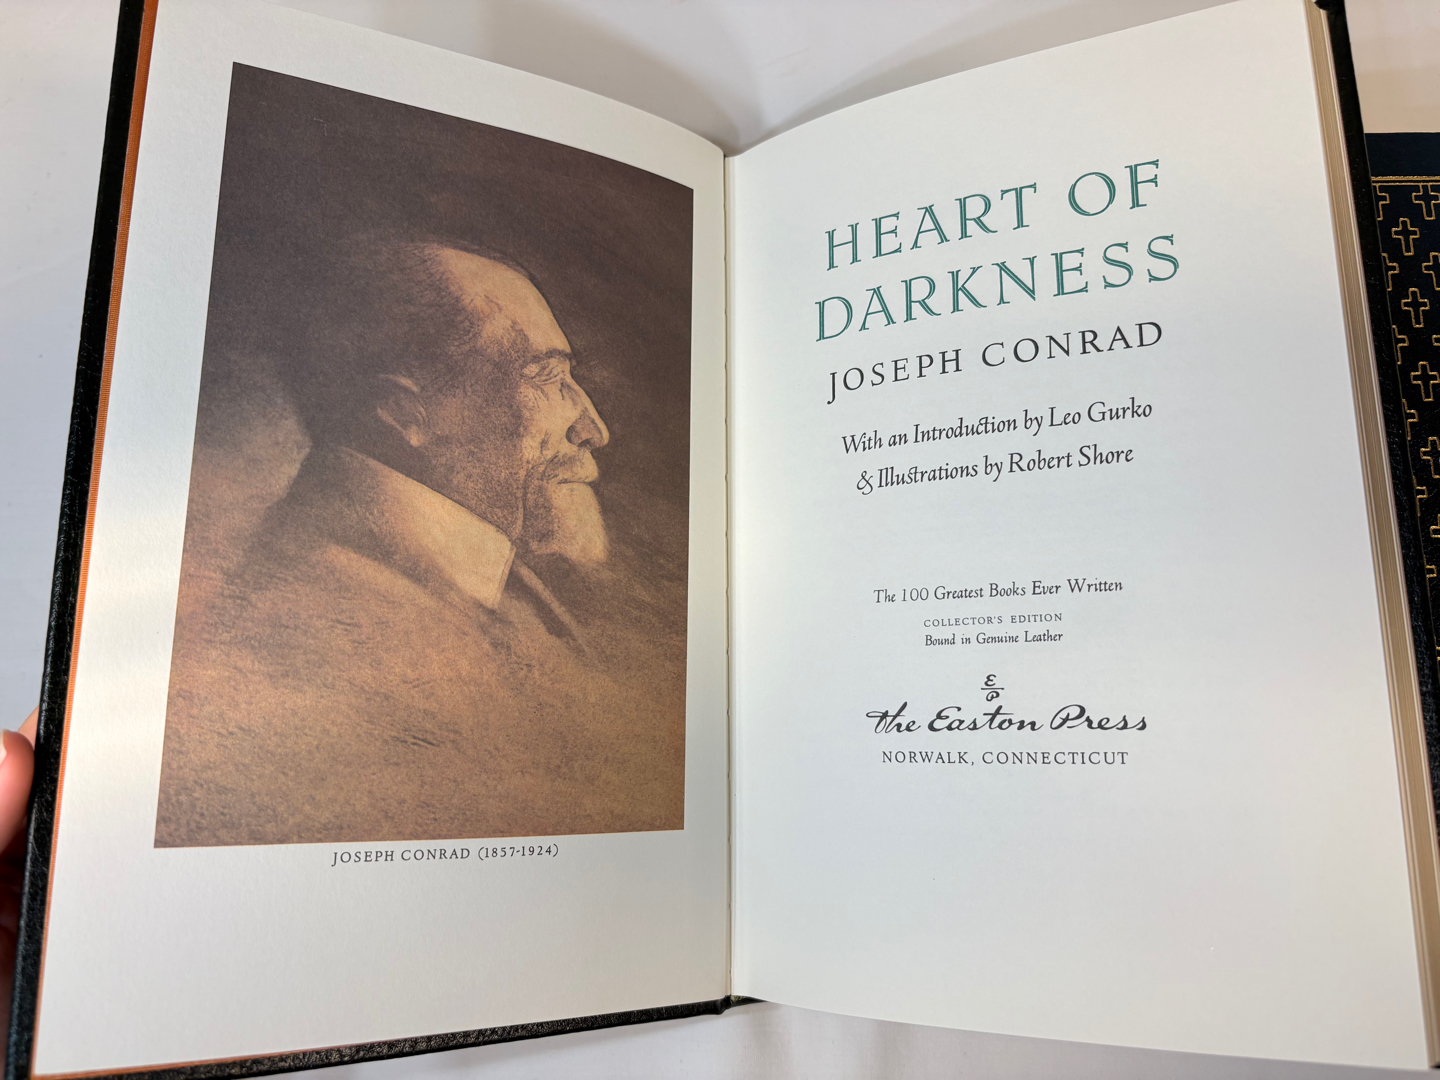 JOSEPH CONRAD (1857-1924)
HEART OF
DARKNESS
JOSEPH CONRAD
With an Introduction by Leo Gurko
& Illustrations by Robert Shore
The 100 Greatest Books Ever Written
COLLECTOR'S EDITION
Bound in Genuine Leather
EP
The Easton Press
NORWALK, CONNECTICUT